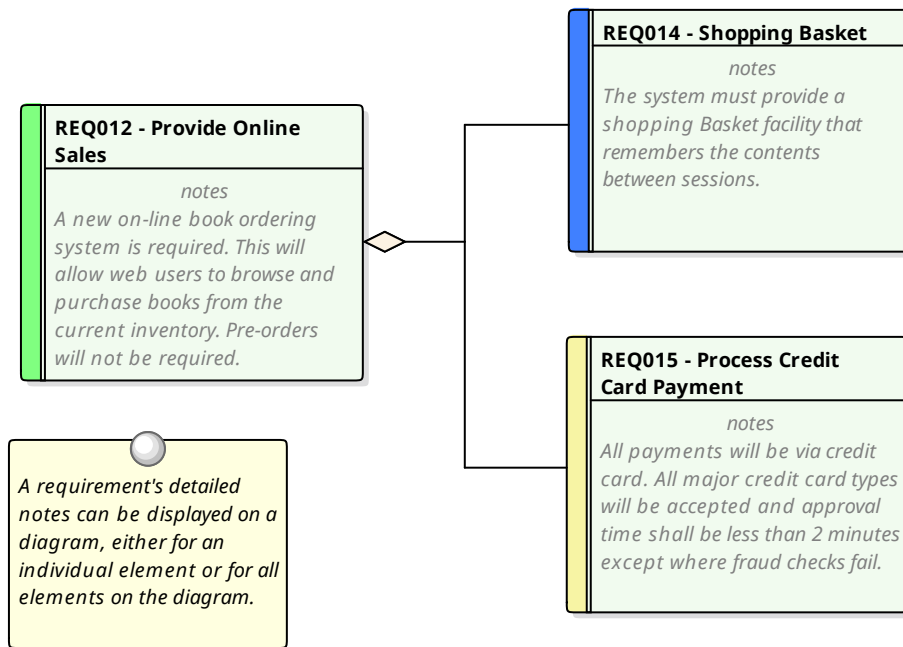 REQ012 - Provide Online
Sales
notes
A new on-line book ordering
system is required. This will
allow web users to browse and
purchase books from the
current inventory. Pre-orders
will not be required.
REQ014 - Shopping Basket
notes
The system must provide a
shopping Basket facility that
remembers the contents
between sessions.
REQ015 - Process Credit
Card Payment
notes
All payments will be via credit
card. All major credit card types
will be accepted and approval
time shall be less than 2 minutes
except where fraud checks fail.
A requirement's detailed
notes can be displayed on a
diagram, either for an
individual element or for all
elements on the diagram.